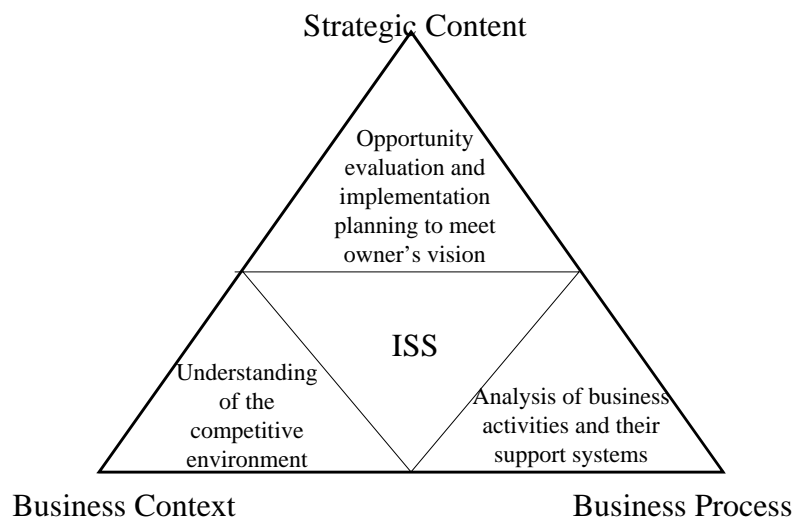 Strategic Content
Opportunity
evaluation and
implementation
planning to meet
owner’s vision
ISS
Understanding
of the
competitive
environment
Analysis of business
activities and their
support systems
Business Context
Business Process